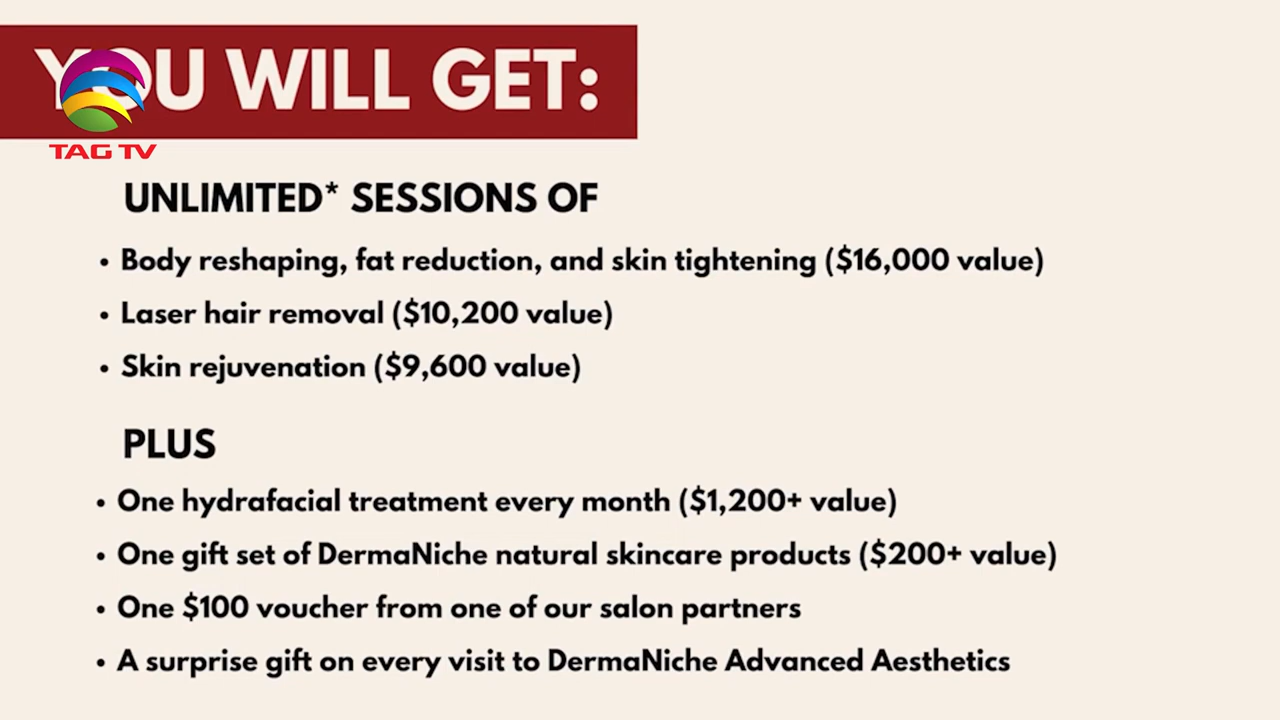 YOU WILL GET:
TAG TV
UNLIMITED* SESSIONS OF
• Body reshaping, fat reduction, and skin tightening ($16,000 value)
• Laser hair removal ($10,200 value)
• Skin rejuvenation ($9,600 value)
PLUS
• One hydrafacial treatment every month ($1,200+ value)
• One gift set of DermaNiche natural skincare products ($200+ value)
• One $100 voucher from one of our salon partners
• A surprise gift on every visit to DermaNiche Advanced Aesthetics